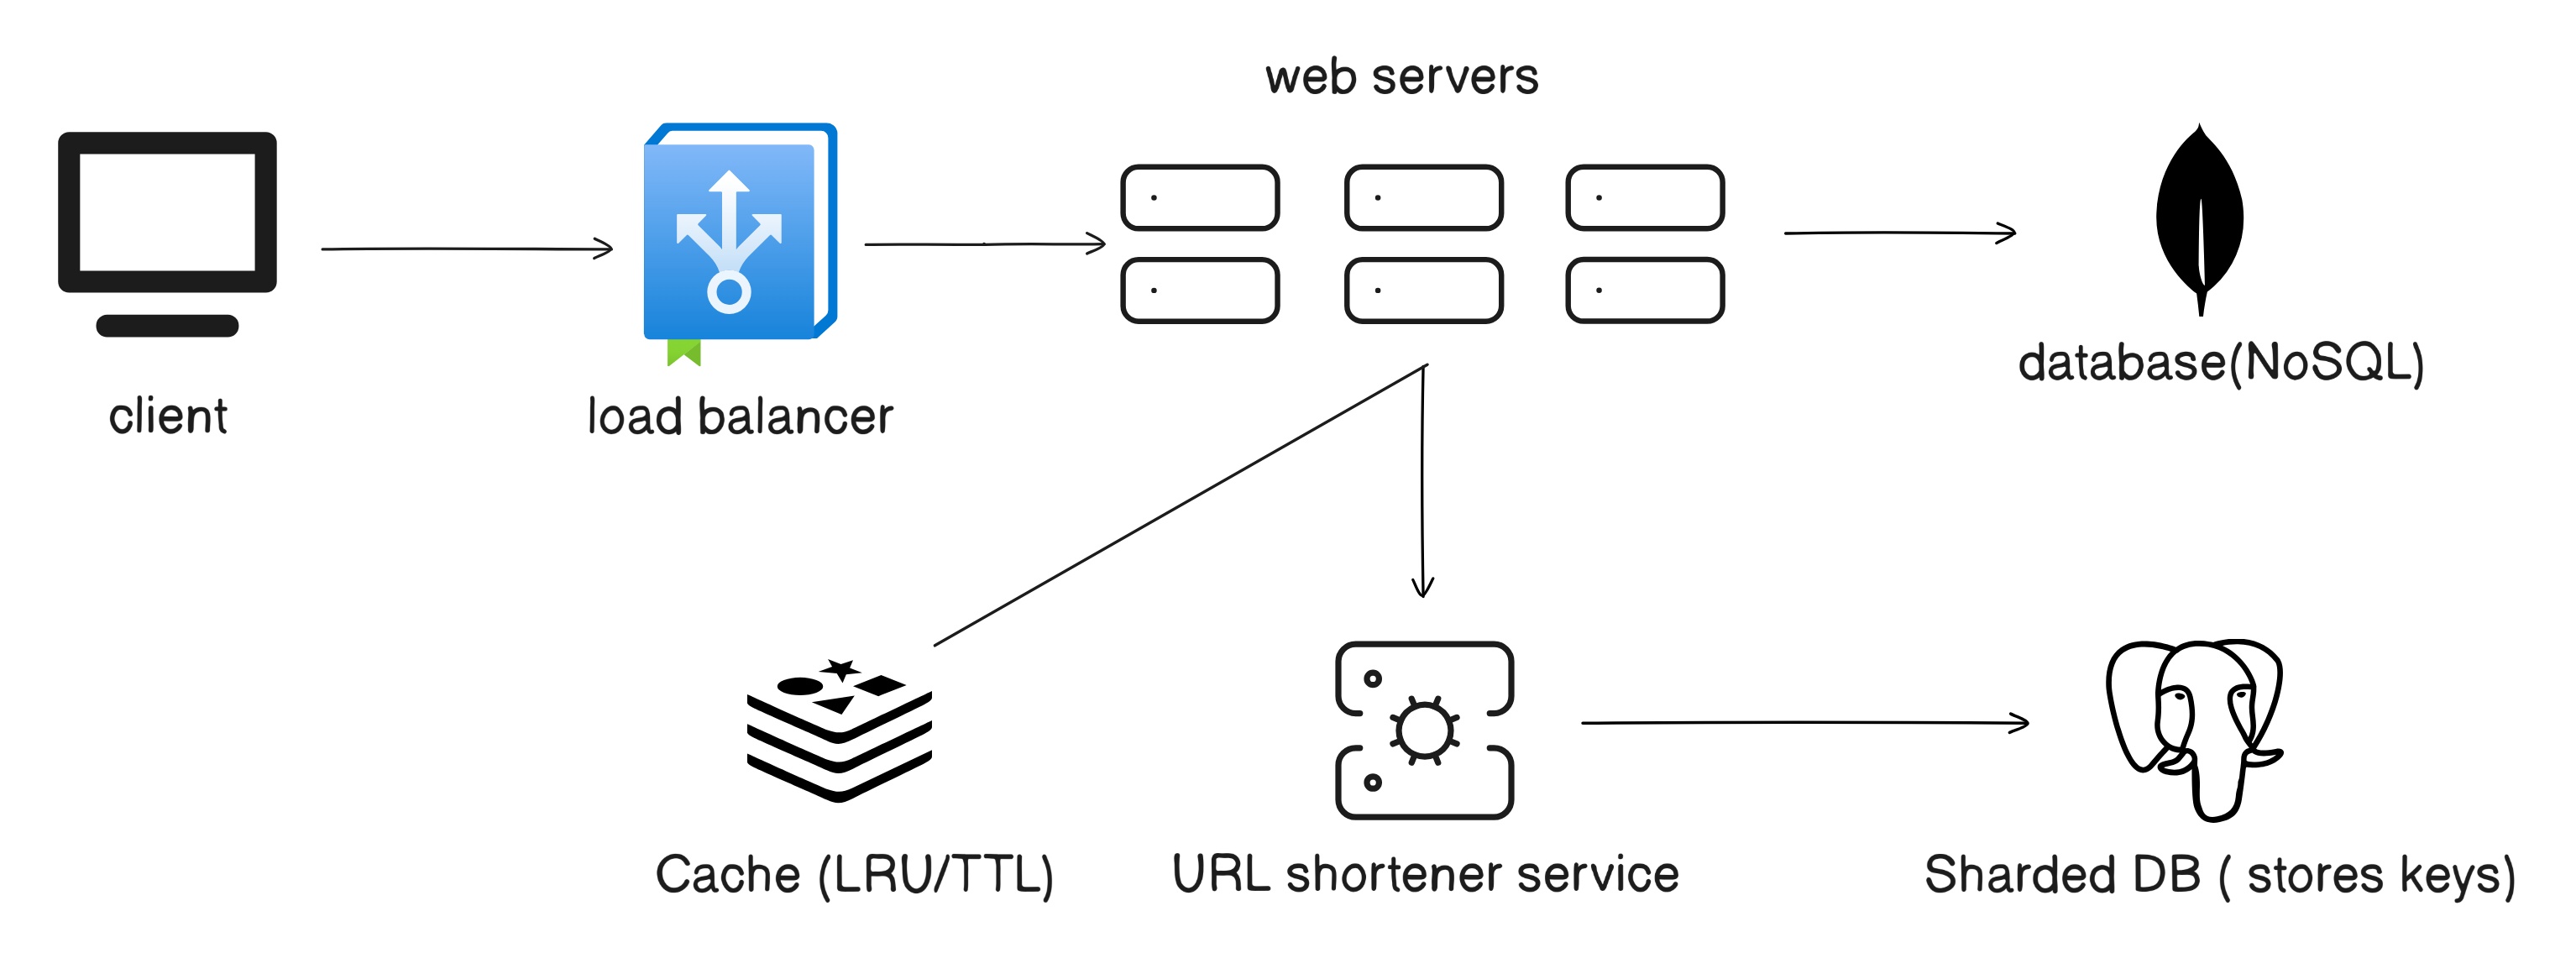 web servers
client
load balancer
database(NoSQL)
Cache (LRU/TTL)
URL shortener service
Sharded DB ( stores keys)